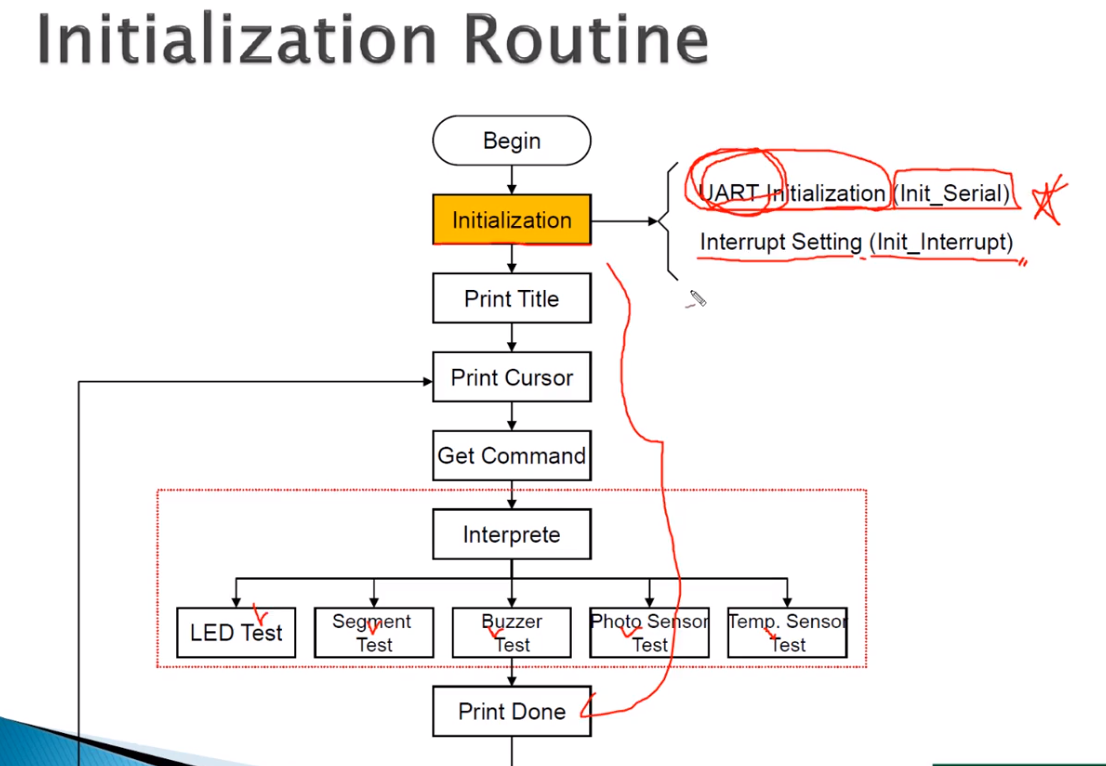 Initialization Routine
Begin
Initialization
UART Initialization (Init_Serial)
Interrupt Setting (Init_Interrupt)
Print Title
Print Cursor
Get Command
Interprete
LED Test
Segment
Test
Buzzer
Test
Photo Sensor
Test
Temp. Sensor
Test
Print Done